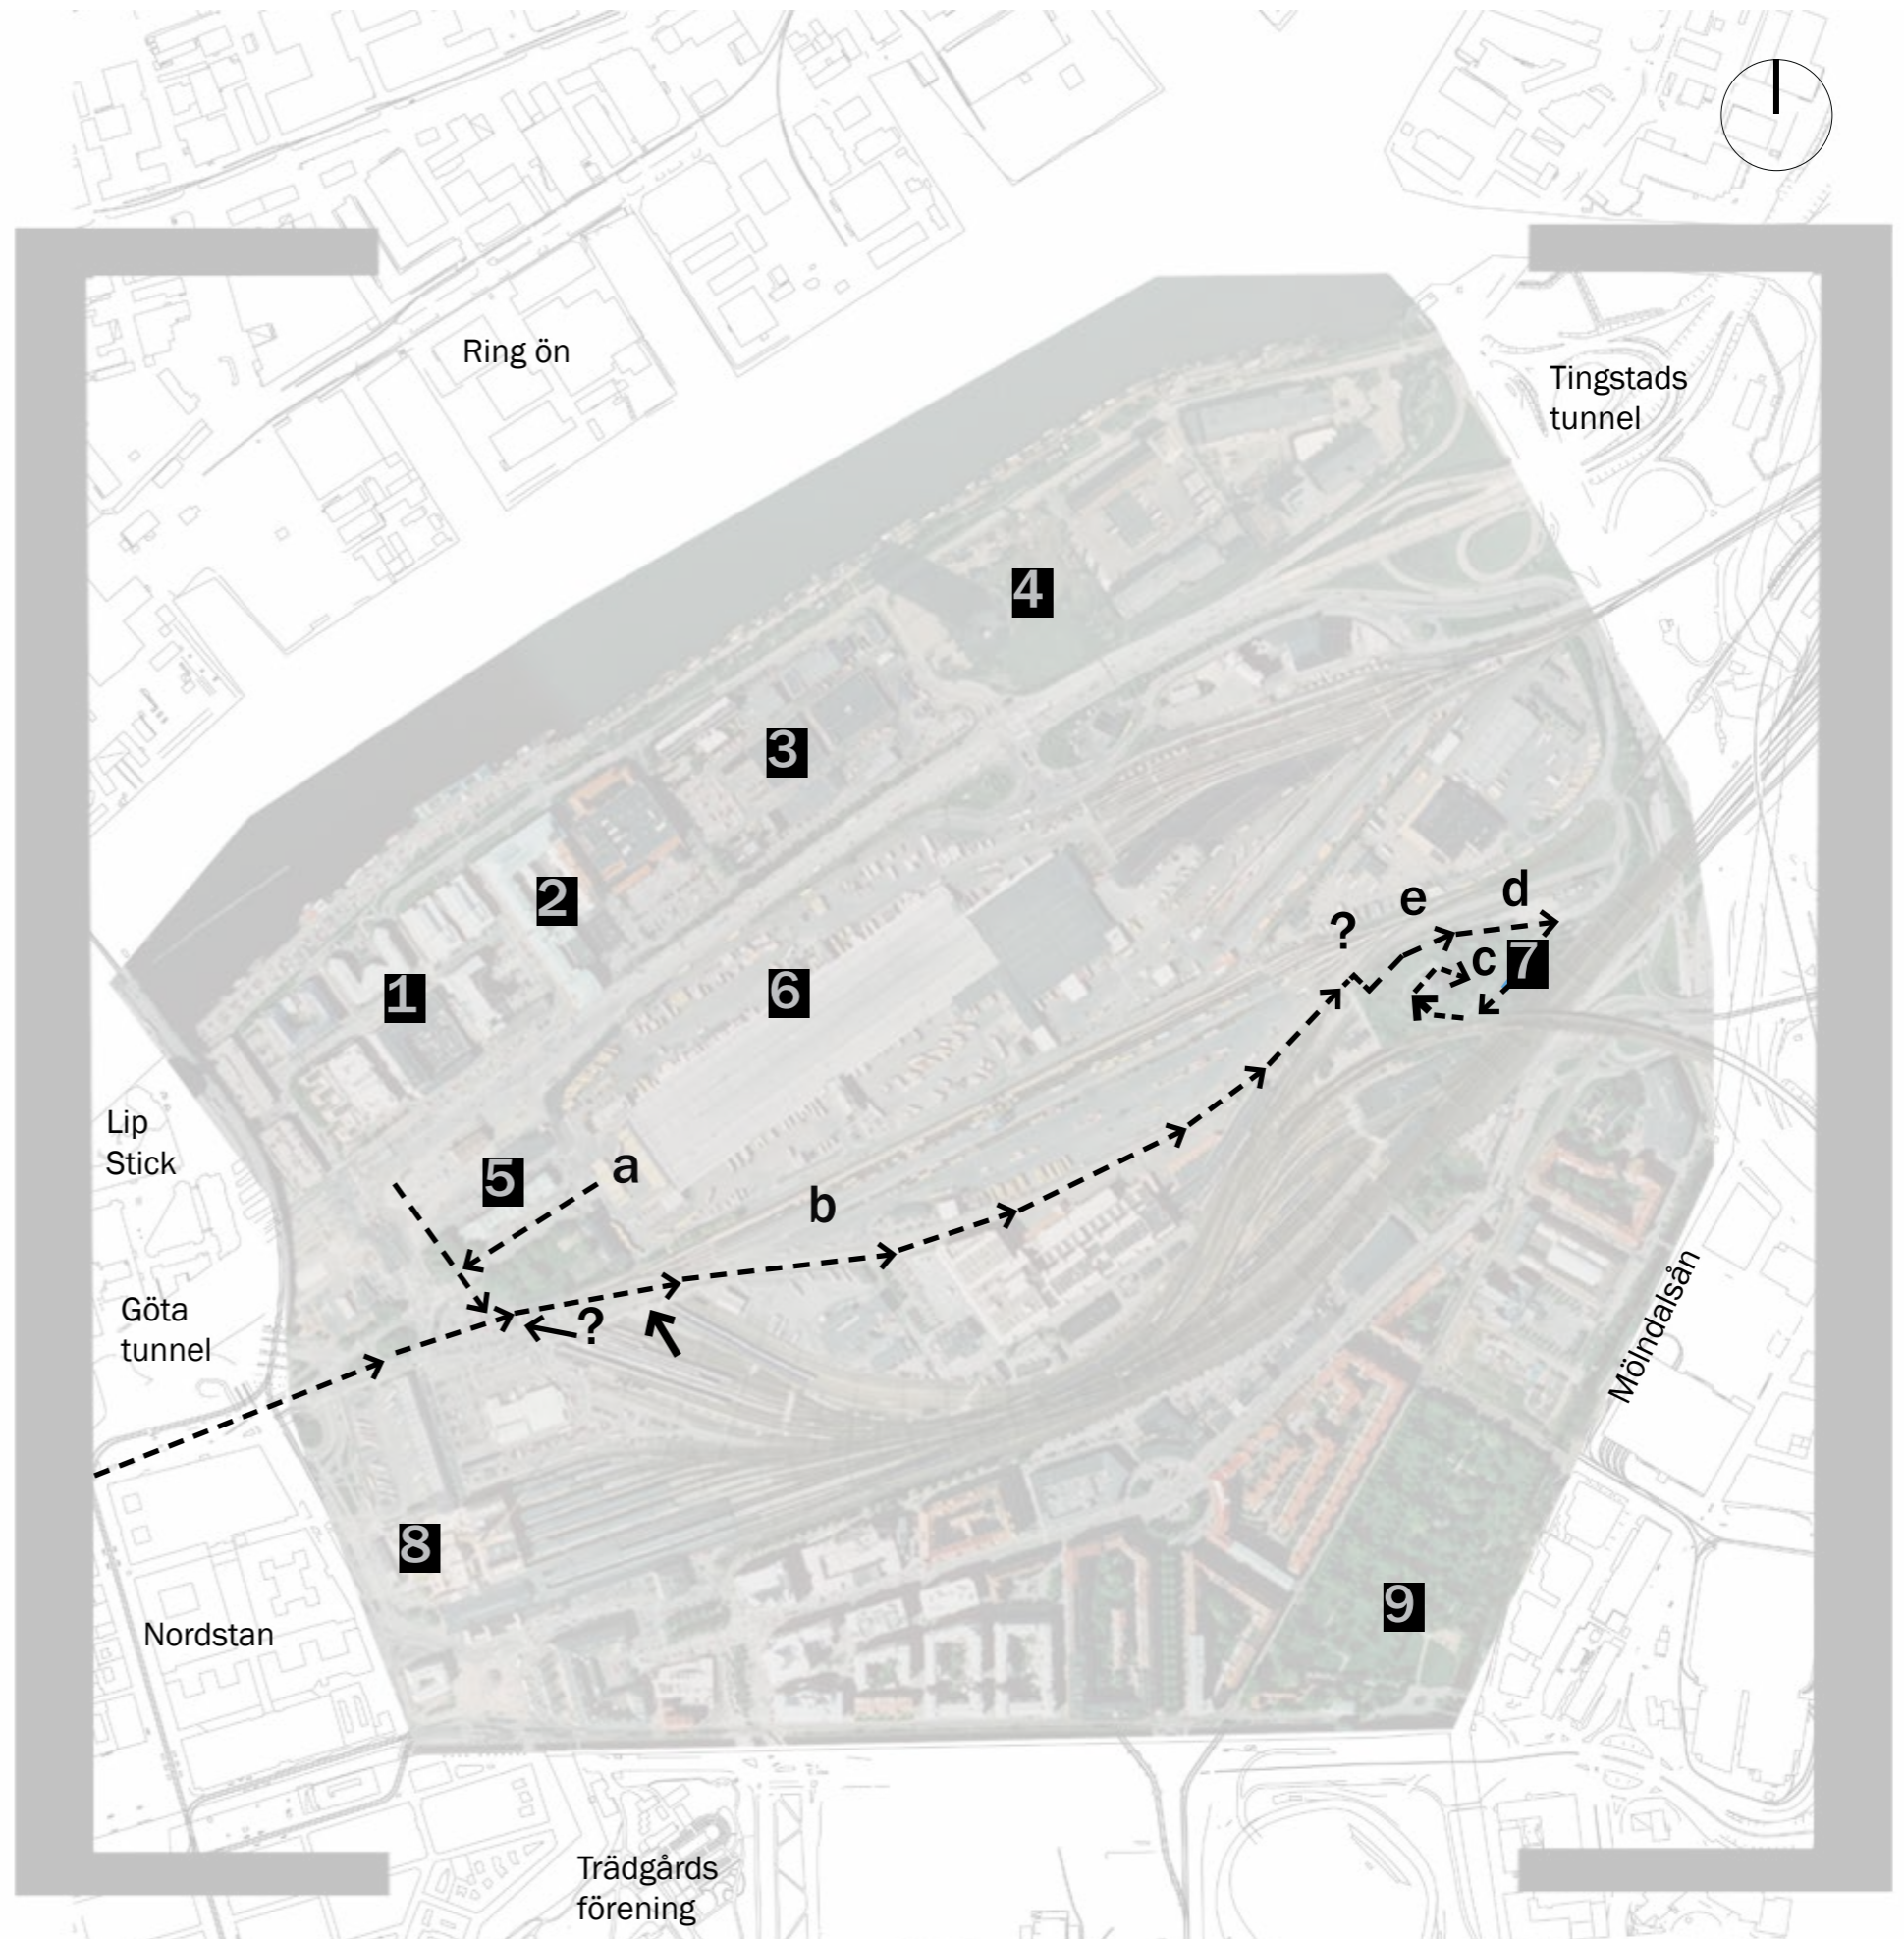 Ring ön
Tingstads
tunnel
4
3
2
e
d
?
c
7
1
6
Lip
Stick
5
a
b
Göta
tunnel
?
Mölndalsån
8
9
Nordstan
Trädgårds
förening